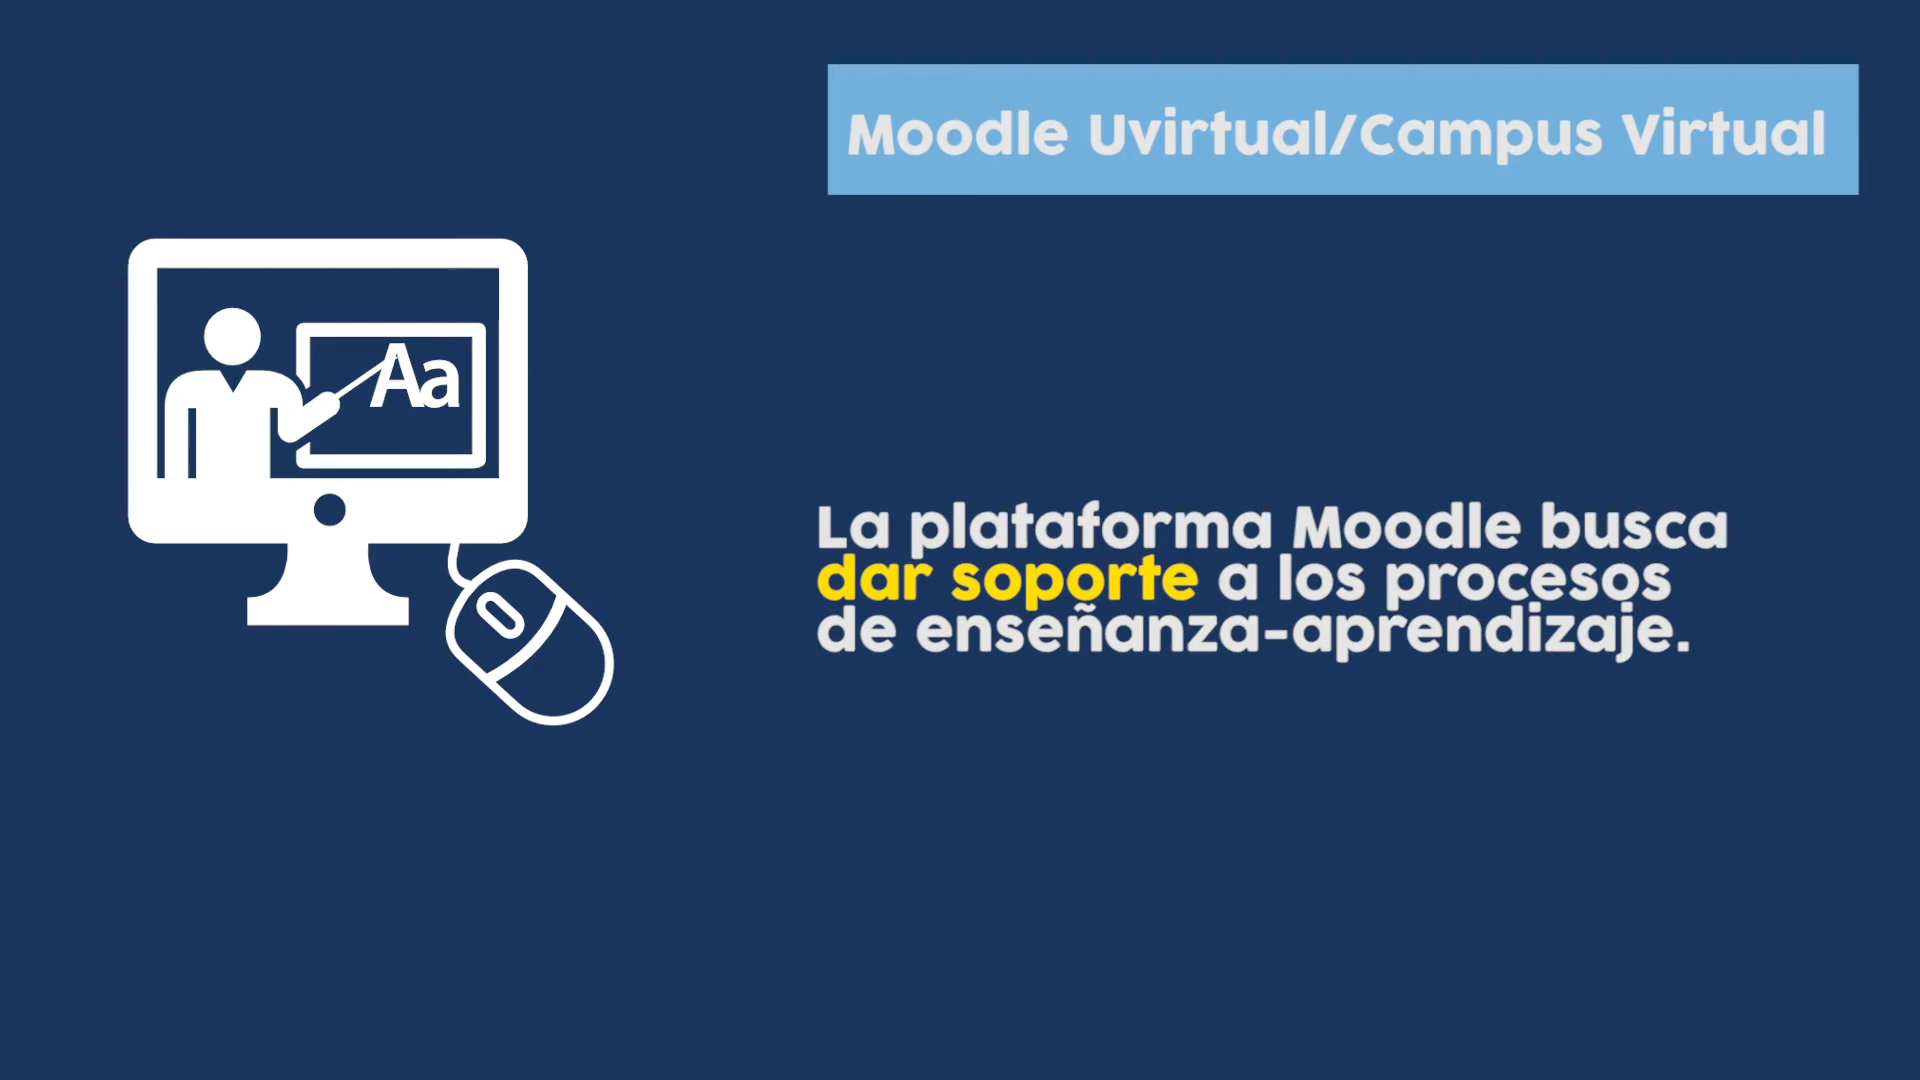 Moodle Uvirtual/Campus Virtual
Aa
La plataforma Moodle busca
dar soporte a los procesos
de enseñanza-aprendizaje.